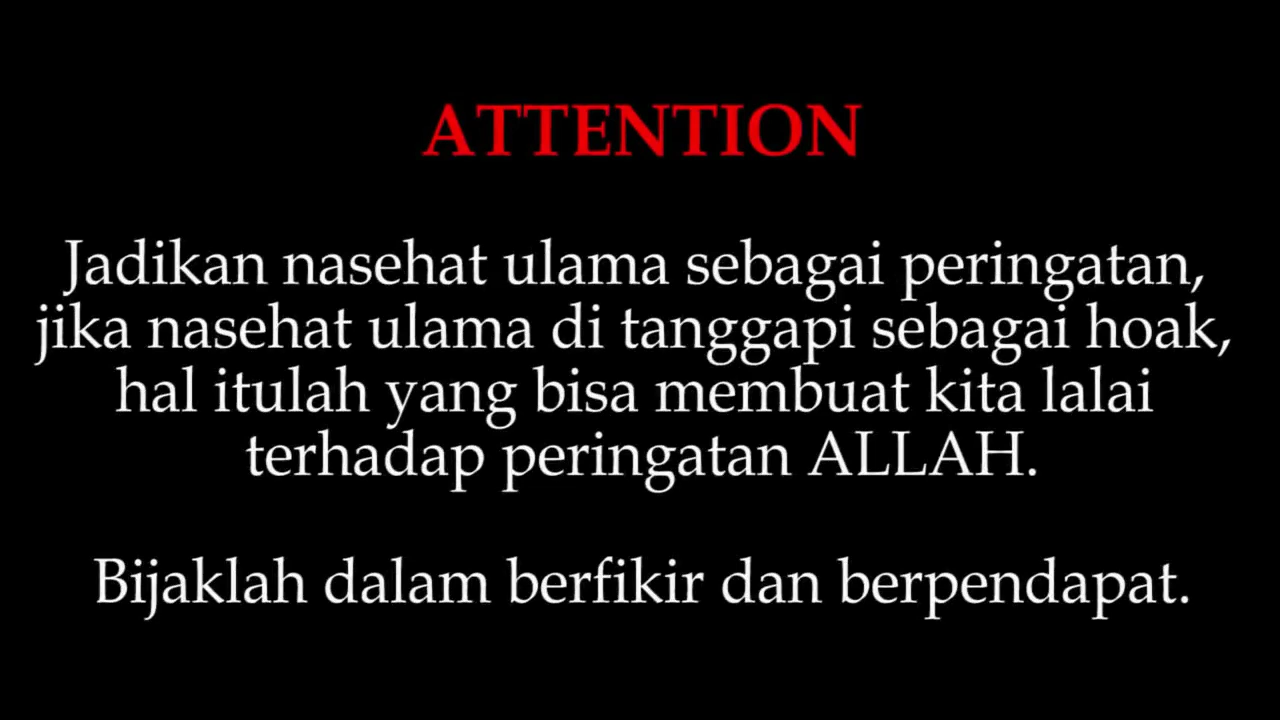 ATTENTION
Jadikan nasehat ulama sebagai peringatan,
jika nasehat ulama di tanggapi sebagai hoak,
hal itulah yang bisa membuat kita lalai
terhadap peringatan ALLAH.
Bijaklah dalam berfikir dan berpendapat.